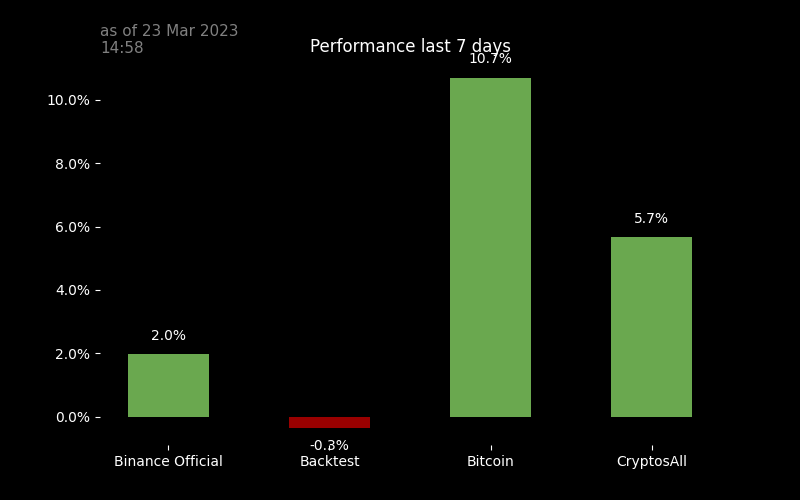 as of 23 Mar 2023
14:58
Performance last 7 days
10.7%
10.0%
8.0%
5.7%
6.0%
4.0%
2.0%
2.0%
0.0%
-0.3%
Binance Official
Backtest
Bitcoin
CryptosAll